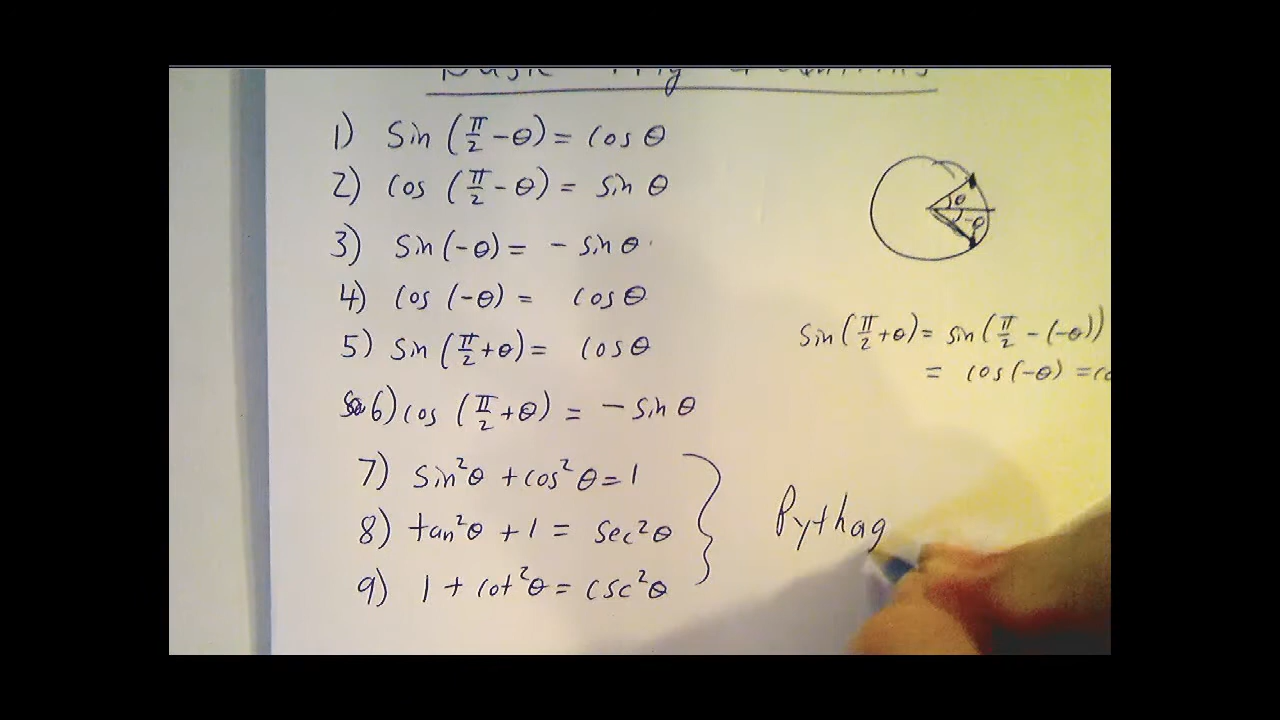 1) Sin (π/2 - θ) = cos θ
2) cos (π/2 - θ) = sin θ
3) sin (-θ) = - sin θ
4) cos (-θ) = cos θ
5) sin (π/2 + θ) = cos θ
6) cos (π/2 + θ) = - sin θ
7) sin²θ + cos²θ = 1
8) tan²θ + 1 = sec²θ
9) 1 + cot²θ = csc²θ
θ
-θ
sin (π/2 + θ) = sin (π/2 - (-θ))
= cos (-θ) = co
Pythag